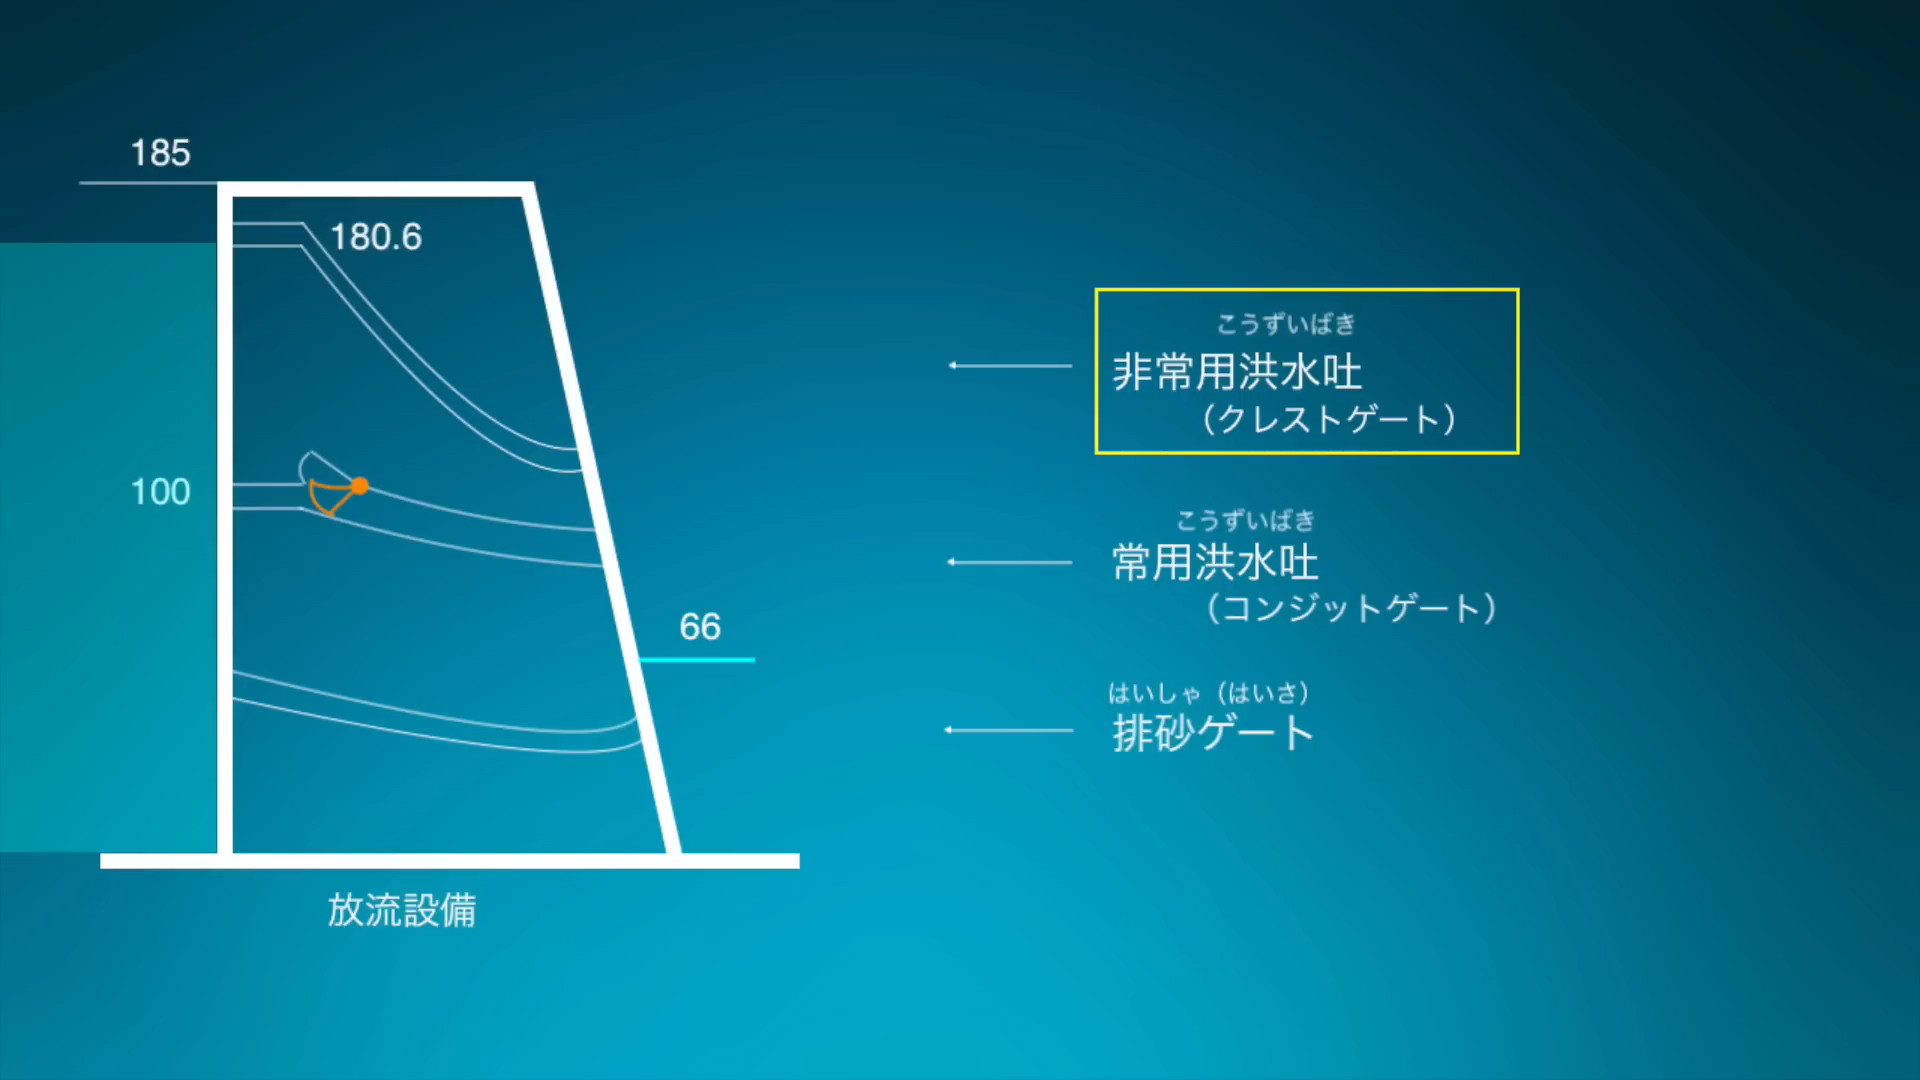 185
180.6
100
66
放流設備
こうずいばき
非常用洪水吐
（クレストゲート）
こうずいばき
常用洪水吐
（コンジットゲート）
はいしゃ（はいさ）
排砂ゲート